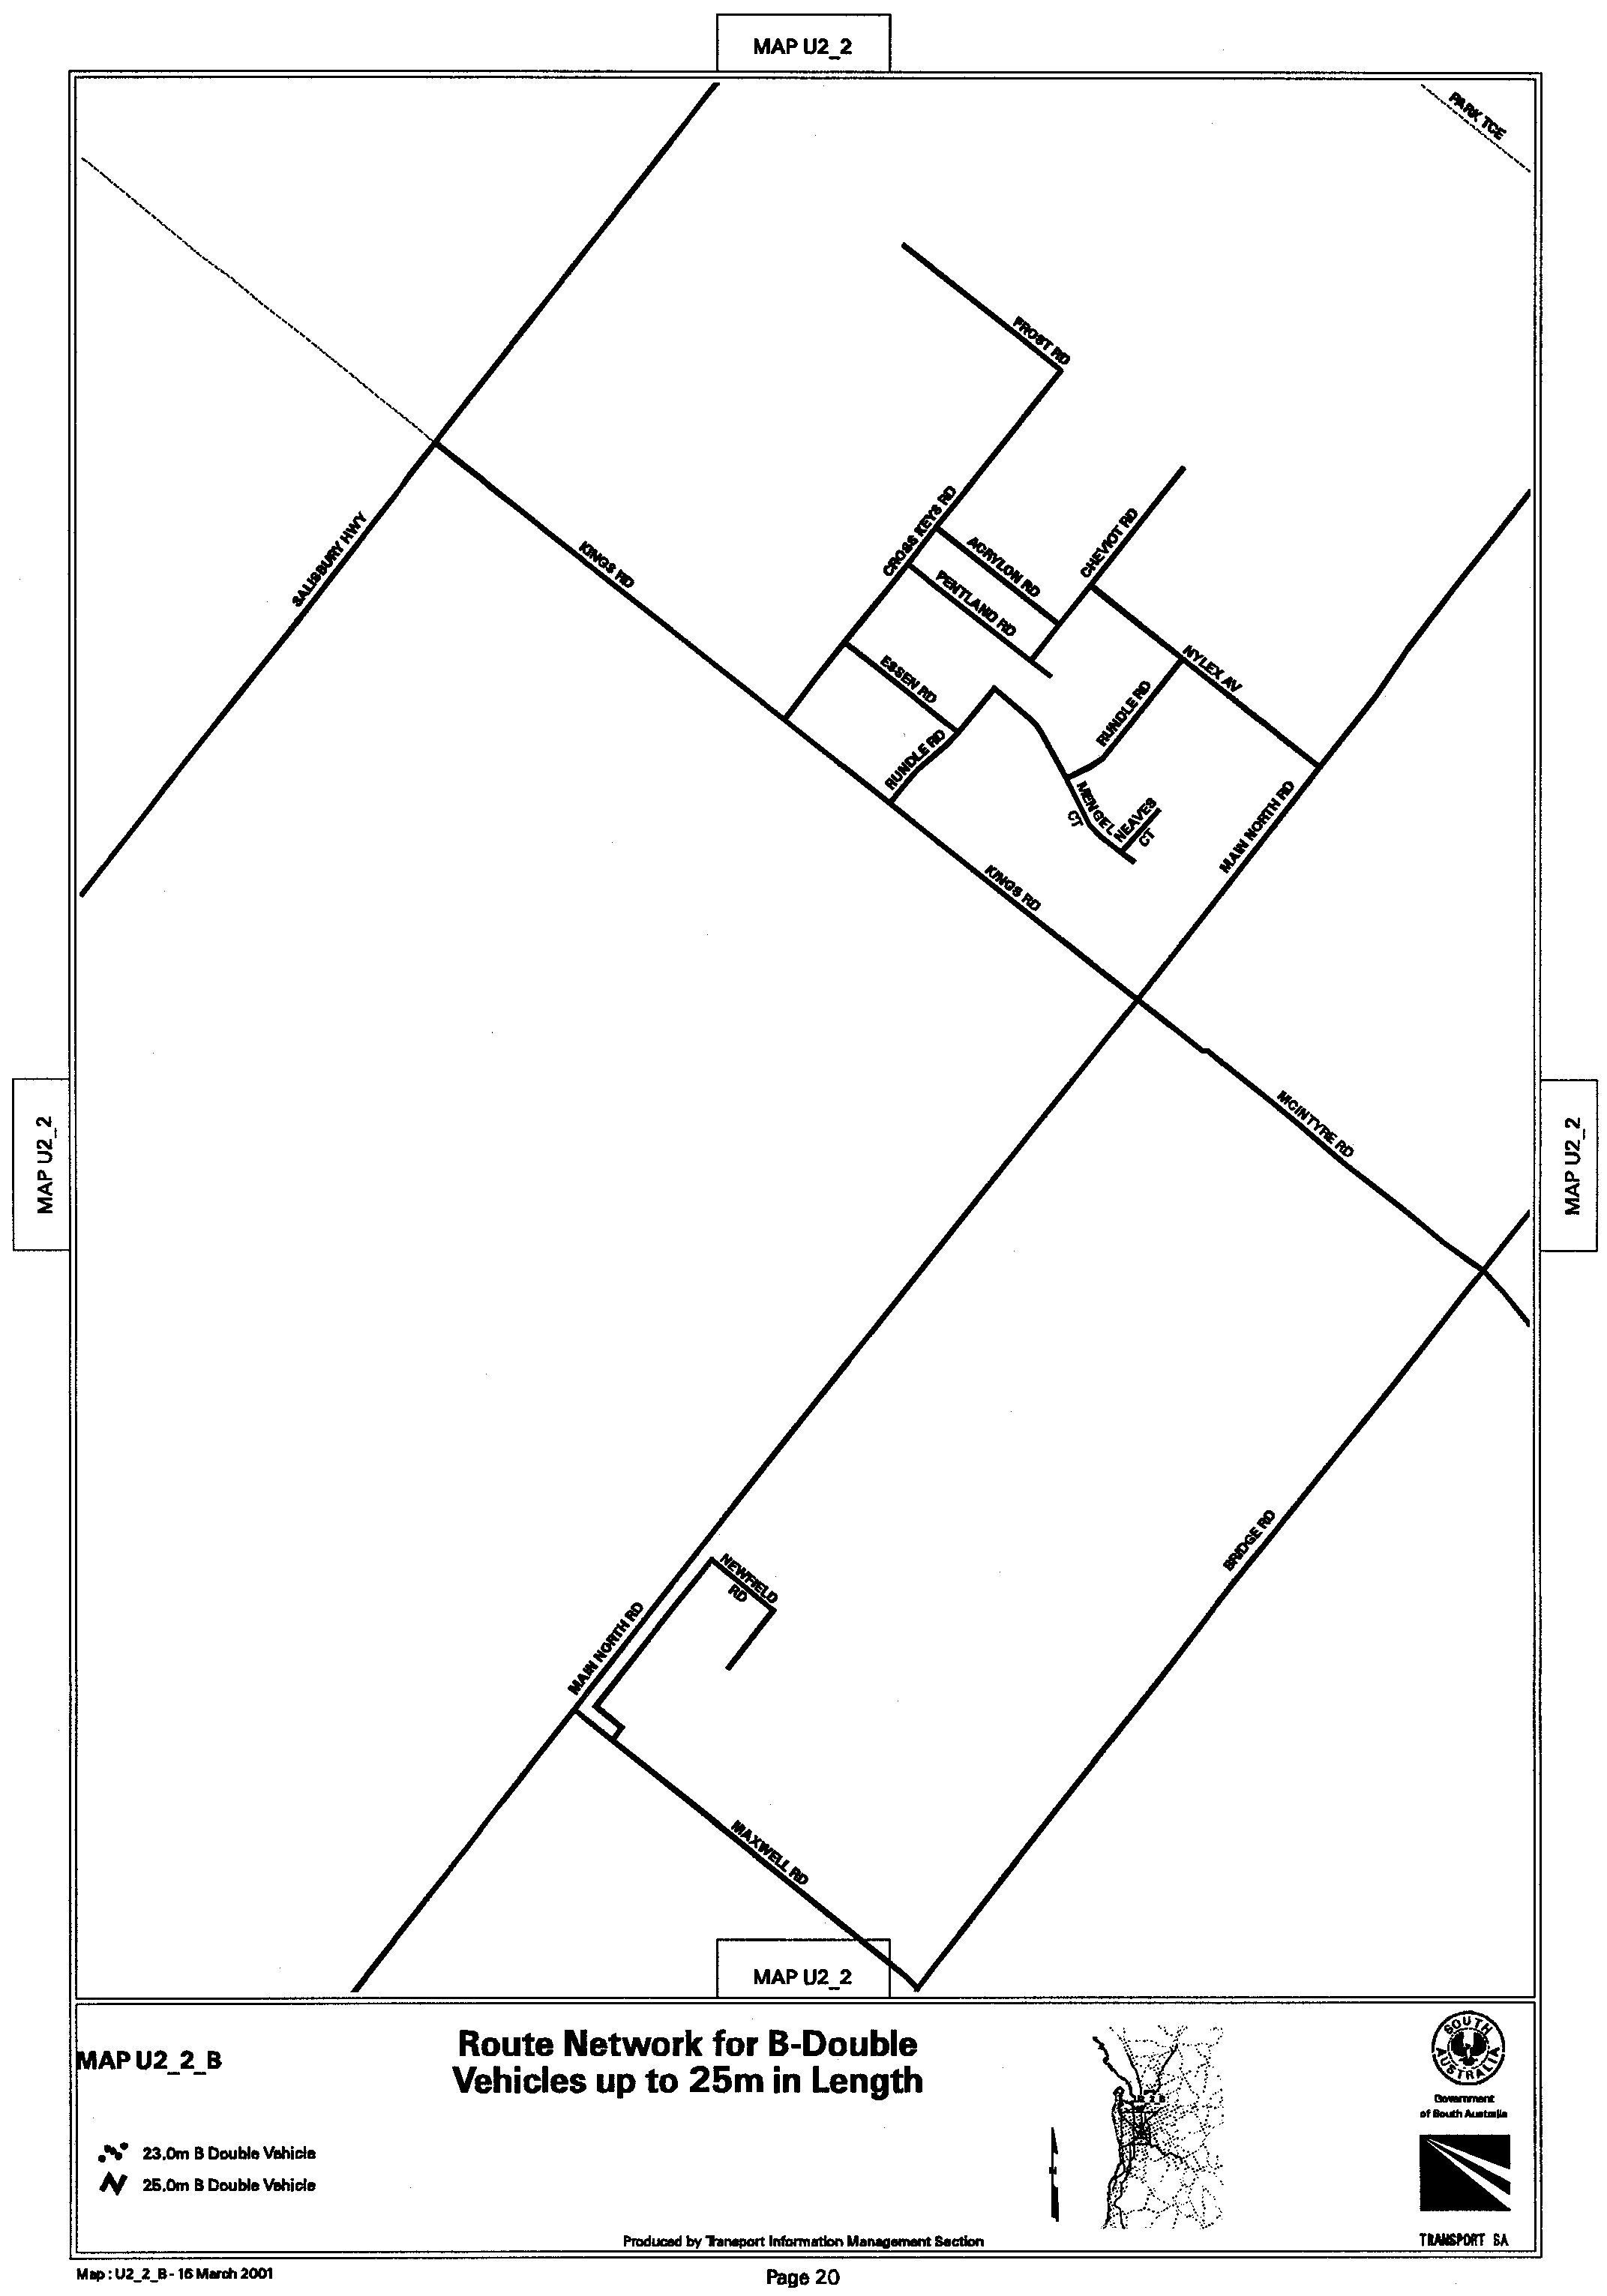 MAP U2_2
PARK TCE
FROST RD
CROSS KEYS RD
ACRYLON RD
CHEVIOT RD
PENTLAND RD
SALISBURY HWY
KINGS RD
ESSEN RD
NYLEX AV
RUNDLE RD
RUNDLE RD
MENGEL
CT
NEAVES
CT
MAIN NORTH RD
KINGS RD
MCINTYRE RD
MAP U2_2
MAP U2_2
BRIDGE RD
NEWFIELD
RD
MAIN NORTH RD
MAXWELL RD
MAP U2_2
MAP U2_2_B
Route Network for B-Double
Vehicles up to 25m in Length
23.0m B Double Vehicle
25.0m B Double Vehicle
SOUTH
AUSTRALIA
Government
of South Australia
TRANSPORT SA
Produced by Transport Information Management Section
Map : U2_2_B - 16 March 2001
Page 20